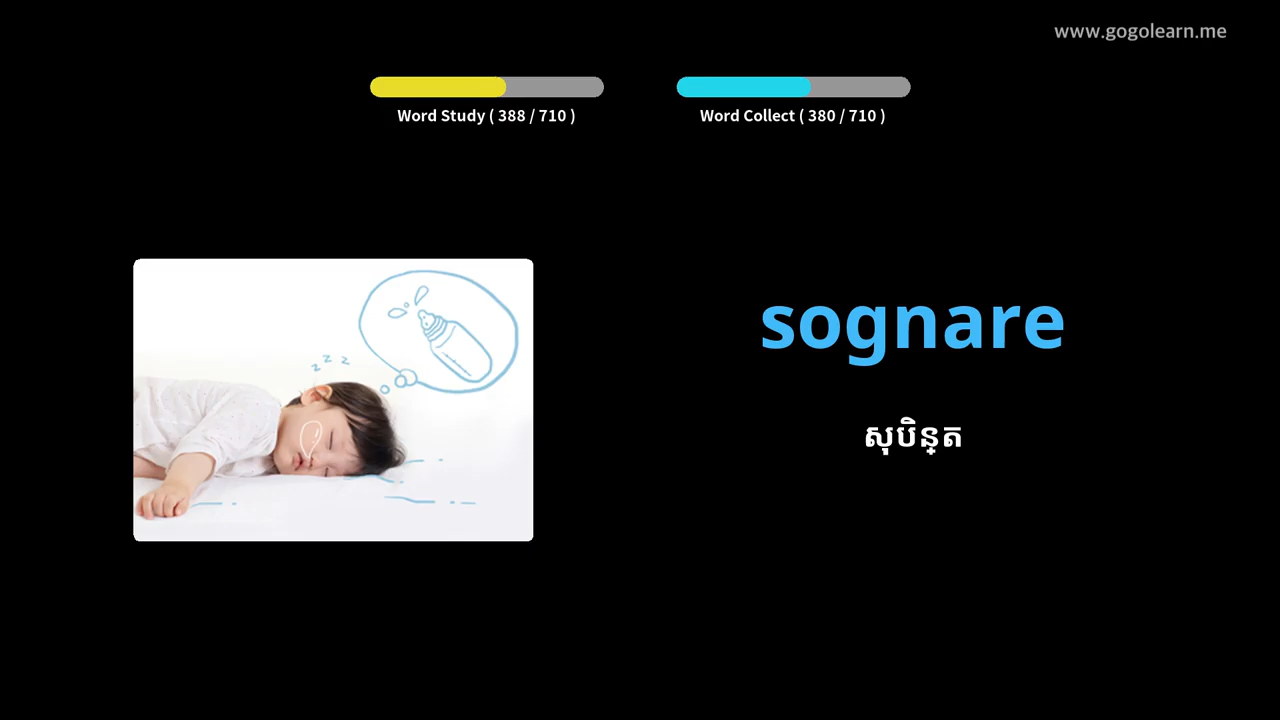 www.gogolearn.me
Word Study ( 388 / 710 )
Word Collect ( 380 / 710 )
z z z
sognare
សុបិន្ត